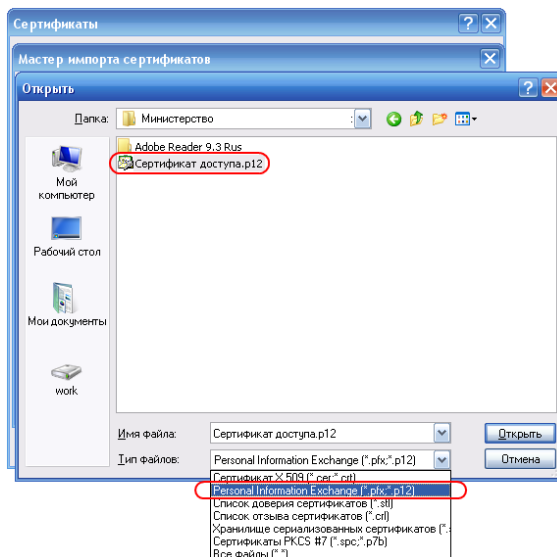 Сертификаты
Мастер импорта сертификатов
Открыть
Папка:
Министерство
Adobe Reader 9.3 Rus
Сертификат доступа.p12
Мой
компьютер
Рабочий стол
Мои документы
work
Имя файла:
Сертификат доступа.p12
Открыть
Тип файлов:
Personal Information Exchange (*.pfx;*.p12)
Отмена
Сертификат X.509 (*.cer;*.crt)
Personal Information Exchange (*.pfx;*.p12)
Список доверия сертификатов (*.stl)
Список отзыва сертификатов (*.crl)
Хранилище сериализованных сертификатов (*.
Сертификаты PKCS #7 (*.spc;*.p7b)
Все файлы (*.*)